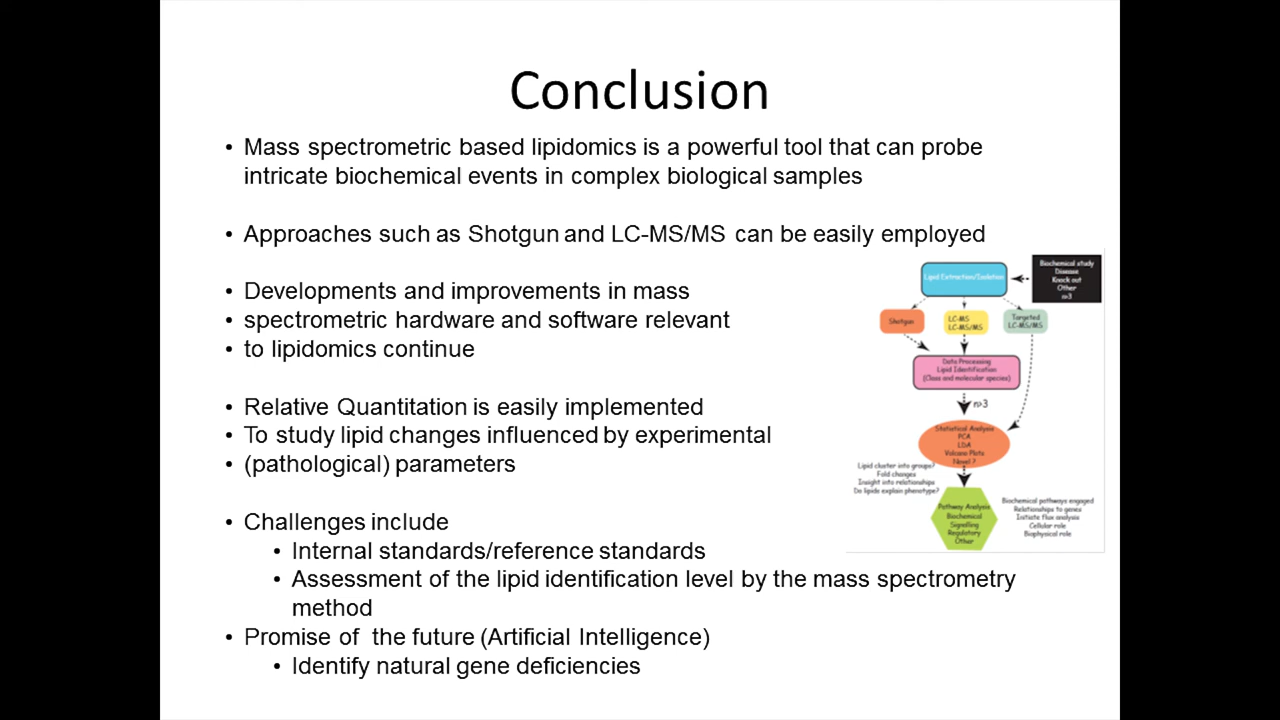 Conclusion
• Mass spectrometric based lipidomics is a powerful tool that can probe
intricate biochemical events in complex biological samples
• Approaches such as Shotgun and LC-MS/MS can be easily employed
• Developments and improvements in mass
• spectrometric hardware and software relevant
• to lipidomics continue
• Relative Quantitation is easily implemented
• To study lipid changes influenced by experimental
• (pathological) parameters
• Challenges include
• Internal standards/reference standards
• Assessment of the lipid identification level by the mass spectrometry
method
• Promise of the future (Artificial Intelligence)
• Identify natural gene deficiencies
Lipid Extraction/Isolation
Biochemical study
Disease
Knock out
Other
n>3
Shotgun
LC-MS
LC-MS/MS
Targeted
LC-MS/MS
Data Processing
Lipid Identification
(Class and molecular species)
n>3
Statistical Analysis
PCA
LDA
Volcano Plots
Novel ?
Lipid cluster into groups?
Fold changes
Insight into relationships
Do lipids explain phenotype?
Pathway Analysis
Biochemical
Signalling
Regulatory
Other
Biochemical pathways engaged
Relationships to genes
Initiate flux analysis
Cellular role
Biophysical role